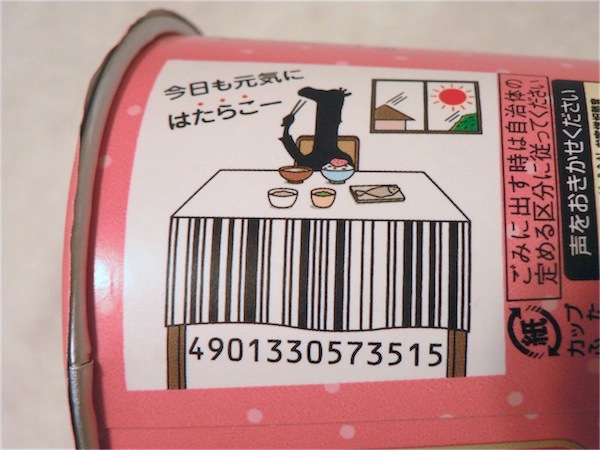 今日も元気に
はたらこー
4901330573515
ごみに出す時は自治体の
定める区分に従ってください
声をおきかせください
紙
カップ